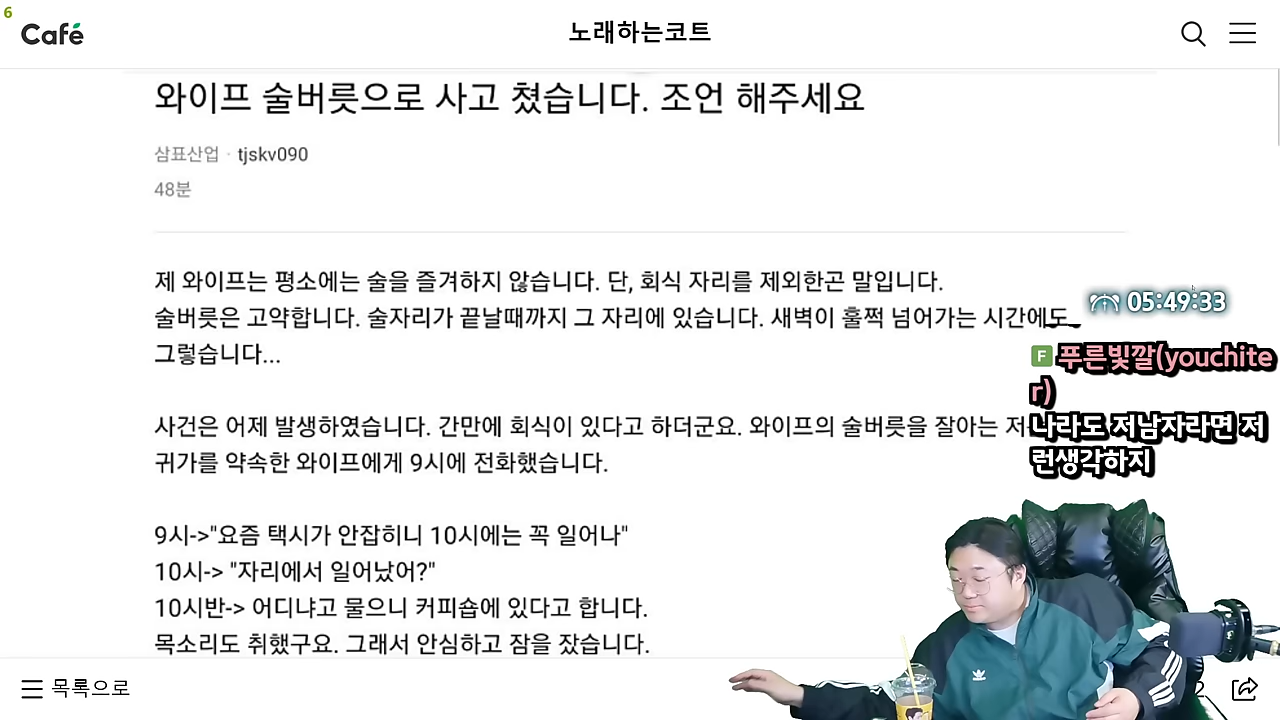 6
Café
노래하는코트
와이프 술버릇으로 사고 쳤습니다. 조언 해주세요
삼표산업 · tjskv090
48분
제 와이프는 평소에는 술을 즐겨하지 않습니다. 단, 회식 자리를 제외한곤 말입니다.
술버릇은 고약합니다. 술자리가 끝날때까지 그 자리에 있습니다. 새벽이 훌쩍 넘어가는 시간에도
그렇습니다...
사건은 어제 발생하였습니다. 간만에 회식이 있다고 하더군요. 와이프의 술버릇을 잘아는 저
귀가를 약속한 와이프에게 9시에 전화했습니다.
9시->"요즘 택시가 안잡히니 10시에는 꼭 일어나"
10시-> "자리에서 일어났어?"
10시반-> 어디냐고 물으니 커피숍에 있다고 합니다.
목소리도 취했구요. 그래서 안심하고 잠을 잤습니다.
05:49:33
F 푸른빛깔(youchite
r)
나라도 저남자라면 저
런생각하지
목록으로
2